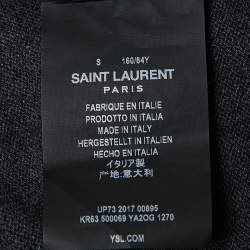 S 160/84Y
SAINT LAURENT
PARIS
FABRIQUE EN ITALIE
PRODOTTO IN ITALIA
MADE IN ITALY
HERGESTELLT IN ITALIEN
HECHO EN ITALIA
イタリア製
产地:意大利
UP73 2017 00895
KR63 500069 YA2OG 1270
YSL.COM